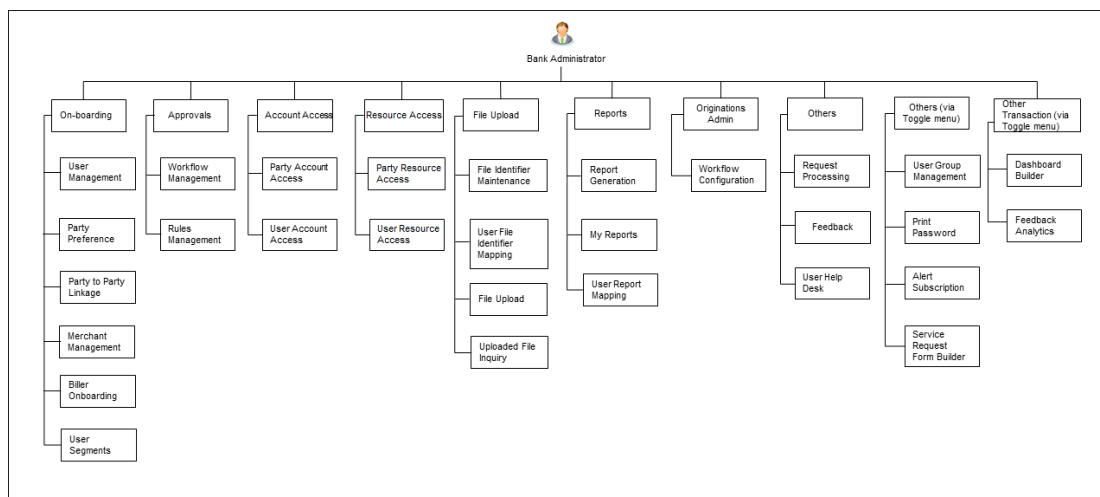 Bank Administrator
On-boarding
User
Management
Party
Preference
Party to Party
Linkage
Merchant
Management
Biller
Onboarding
User
Segments
Approvals
Workflow
Management
Rules
Management
Account Access
Party Account
Access
User Account
Access
Resource Access
Party Resource
Access
User Resource
Access
File Upload
File Identifier
Maintenance
User File
Identifier
Mapping
File Upload
Uploaded File
Inquiry
Reports
Report
Generation
My Reports
User Report
Mapping
Originations
Admin
Workflow
Configuration
Others
Request
Processing
Feedback
User Help
Desk
Others (via
Toggle menu)
User Group
Management
Print
Password
Alert
Subscription
Service
Request
Form Builder
Other
Transaction (via
Toggle menu)
Dashboard
Builder
Feedback
Analytics